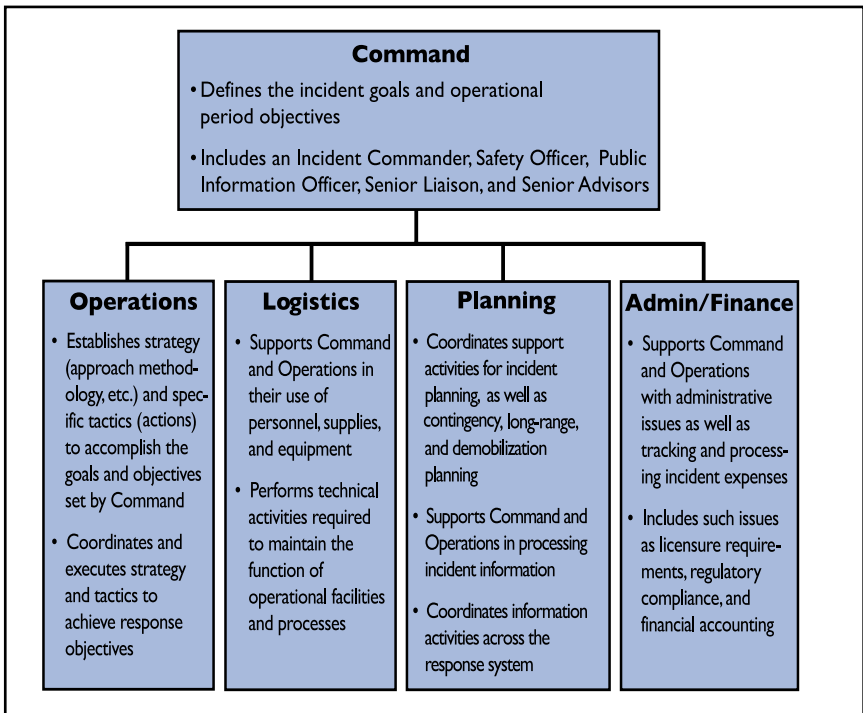 Command
• Defines the incident goals and operational
period objectives
• Includes an Incident Commander, Safety Officer, Public
Information Officer, Senior Liaison, and Senior Advisors
Operations
• Establishes strategy
(approach method-
ology, etc.) and spec-
ific tactics (actions)
to accomplish the
goals and objectives
set by Command
• Coordinates and
executes strategy
and tactics to
achieve response
objectives
Logistics
• Supports Command
and Operations in
their use of
personnel, supplies,
and equipment
• Performs technical
activities required
to maintain the
function of
operational facilities
and processes
Planning
• Coordinates support
activities for incident
planning, as well as
contingency, long-range,
and demobilization
planning
• Supports Command and
Operations in processing
incident information
• Coordinates information
activities across the
response system
Admin/Finance
• Supports Command
and Operations
with administrative
issues as well as
tracking and process-
ing incident expenses
• Includes such issues
as licensure require-
ments, regulatory
compliance, and
financial accounting